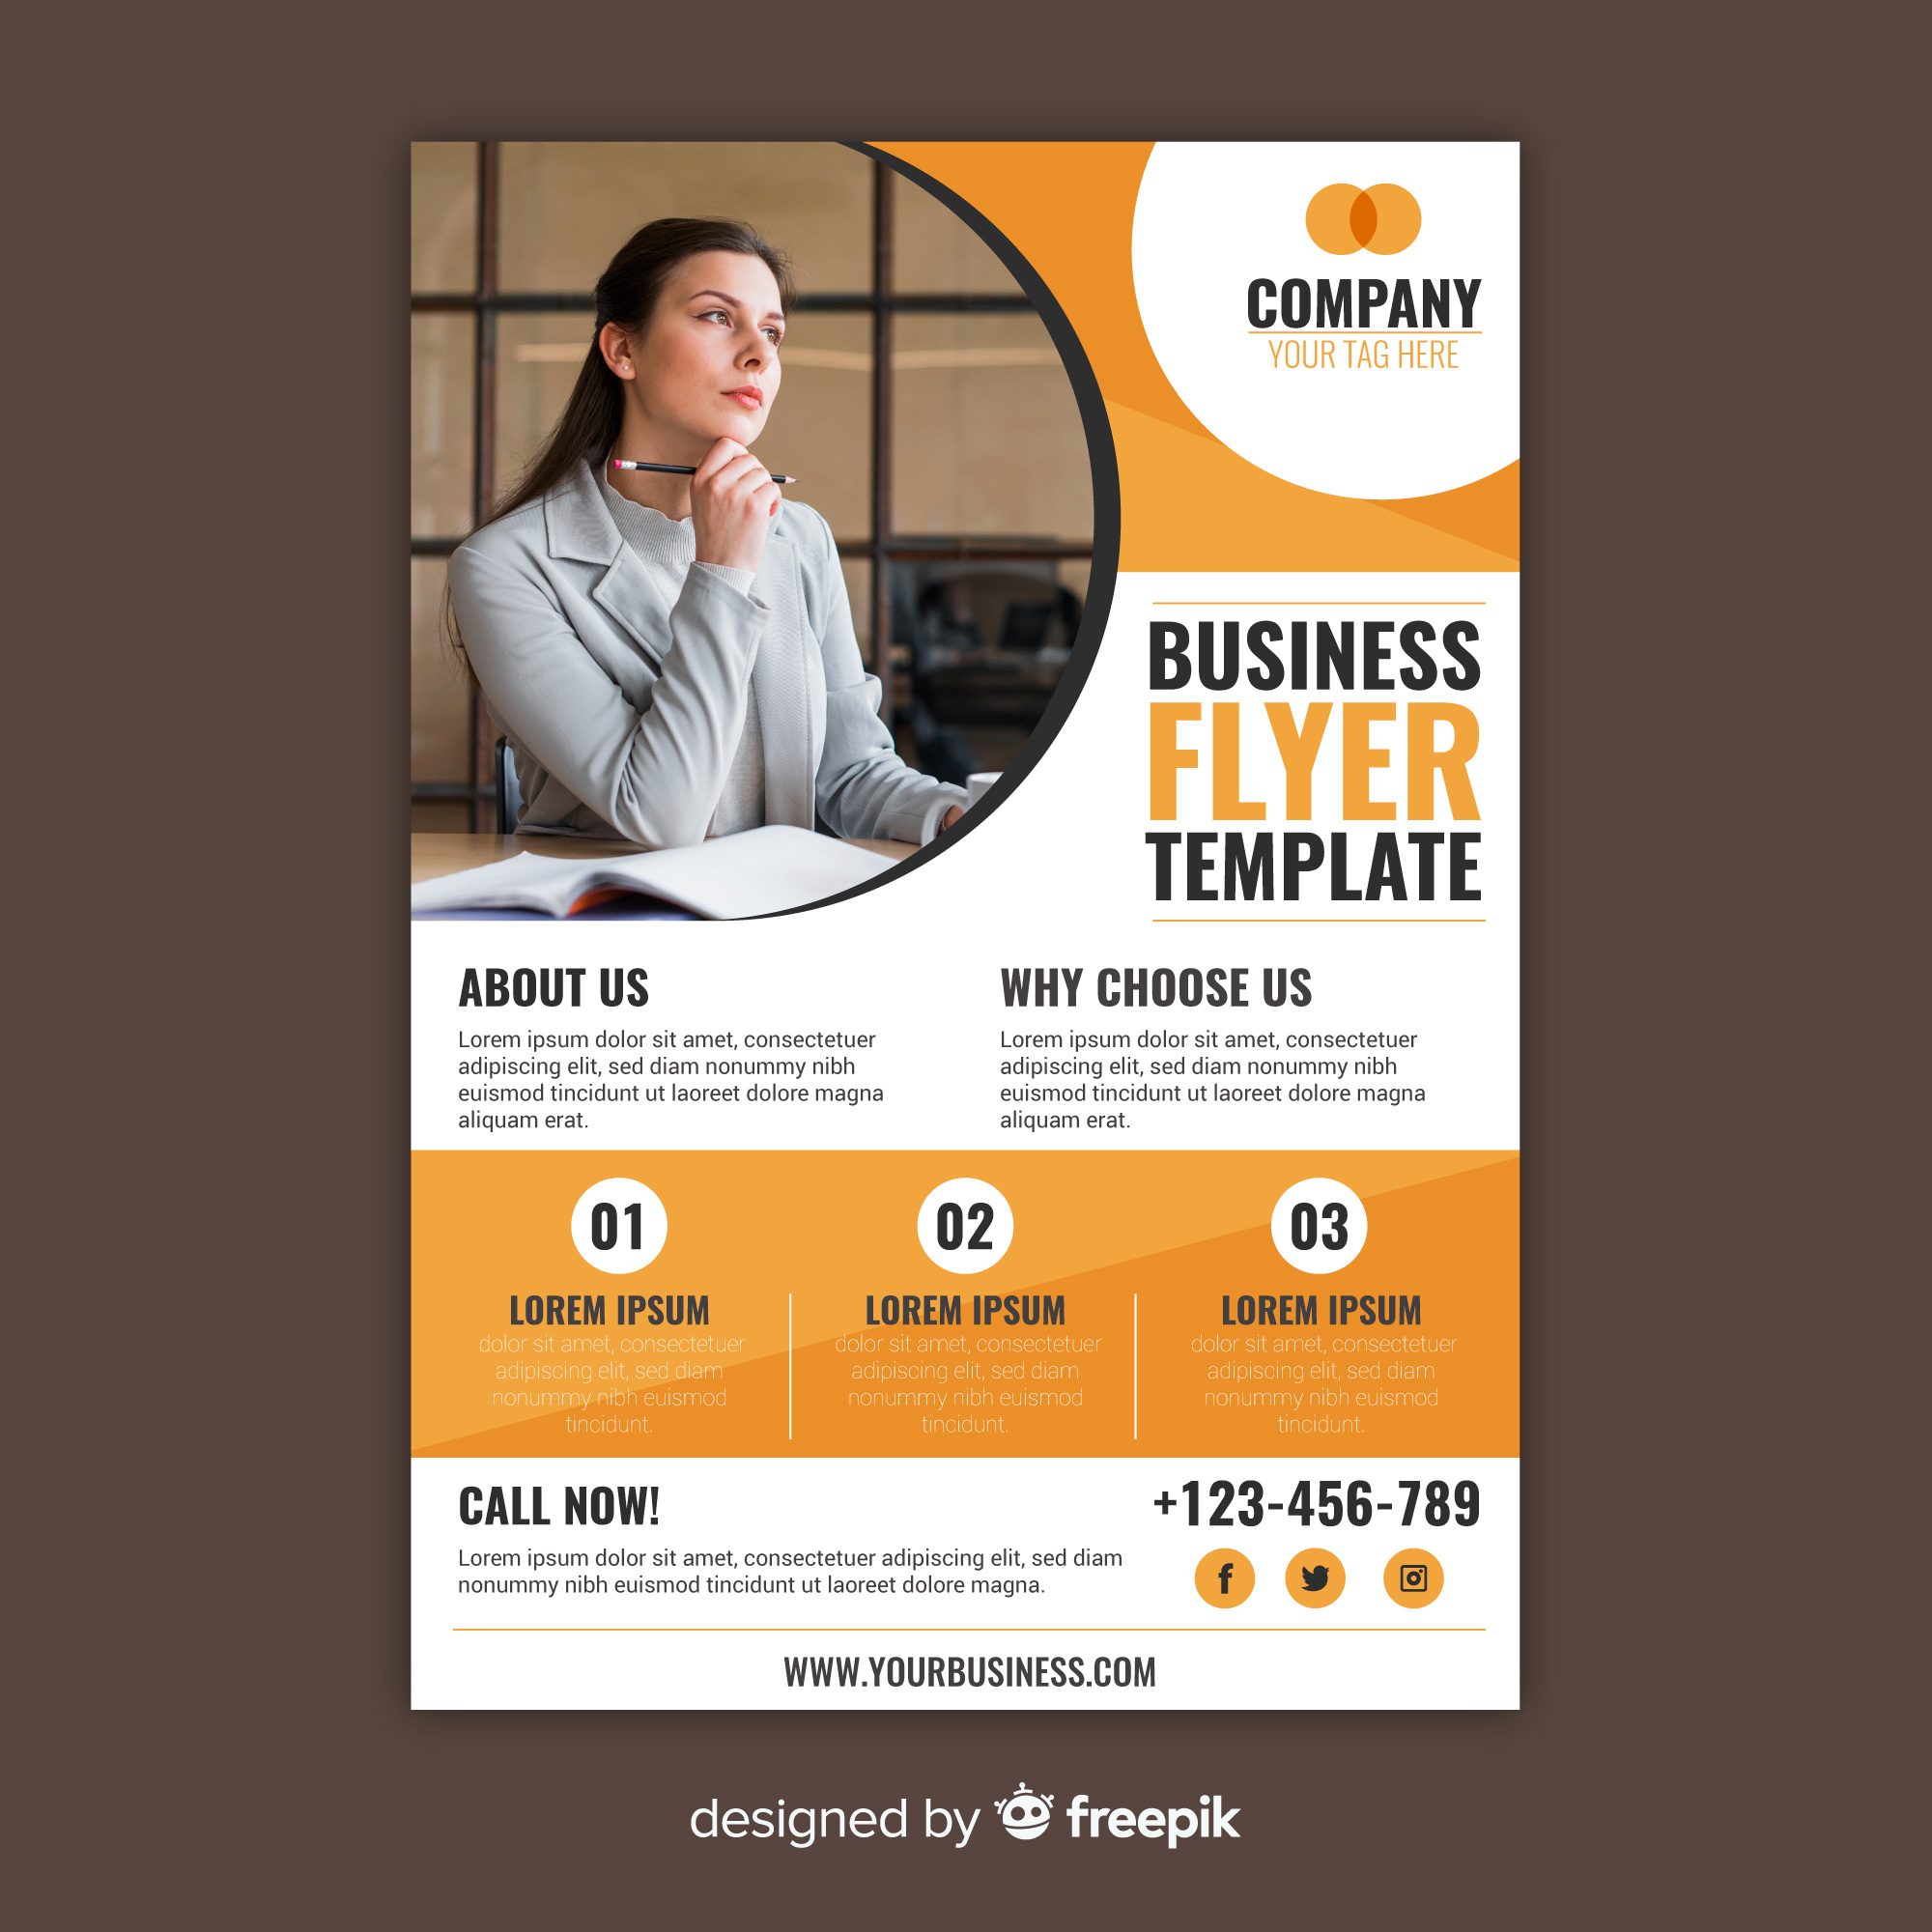 COMPANY
YOUR TAG HERE
BUSINESS
FLYER
TEMPLATE
ABOUT US
Lorem ipsum dolor sit amet, consectetuer
adipiscing elit, sed diam nonummy nibh
euismod tincidunt ut laoreet dolore magna
aliquam erat.
WHY CHOOSE US
Lorem ipsum dolor sit amet, consectetuer
adipiscing elit, sed diam nonummy nibh
euismod tincidunt ut laoreet dolore magna
aliquam erat.
01
LOREM IPSUM
dolor sit amet, consectetuer
adipiscing elit, sed diam
nonummy nibh euismod
tincidunt.
02
LOREM IPSUM
dolor sit amet, consectetuer
adipiscing elit, sed diam
nonummy nibh euismod
tincidunt.
03
LOREM IPSUM
dolor sit amet, consectetuer
adipiscing elit, sed diam
nonummy nibh euismod
tincidunt.
CALL NOW!
Lorem ipsum dolor sit amet, consectetuer adipiscing elit, sed diam
nonummy nibh euismod tincidunt ut laoreet dolore magna.
+123-456-789
WWW.YOURBUSINESS.COM
designed by freepik